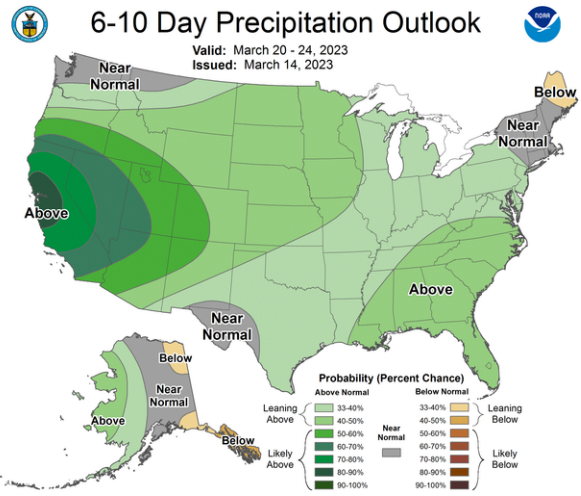 6-10 Day Precipitation Outlook
NOAA
Valid: March 20 - 24, 2023
Issued: March 14, 2023
Near
Normal
Below
Near
Normal
Above
Above
Near
Normal
Below
Near
Normal
Above
Below
Probability (Percent Chance)
Above Normal
Below Normal
Leaning
Above
33-40%
40-50%
Likely
Above
50-60%
60-70%
70-80%
80-90%
90-100%
Near
Normal
33-40%
40-50%
Leaning
Below
50-60%
60-70%
70-80%
80-90%
90-100%
Likely
Below